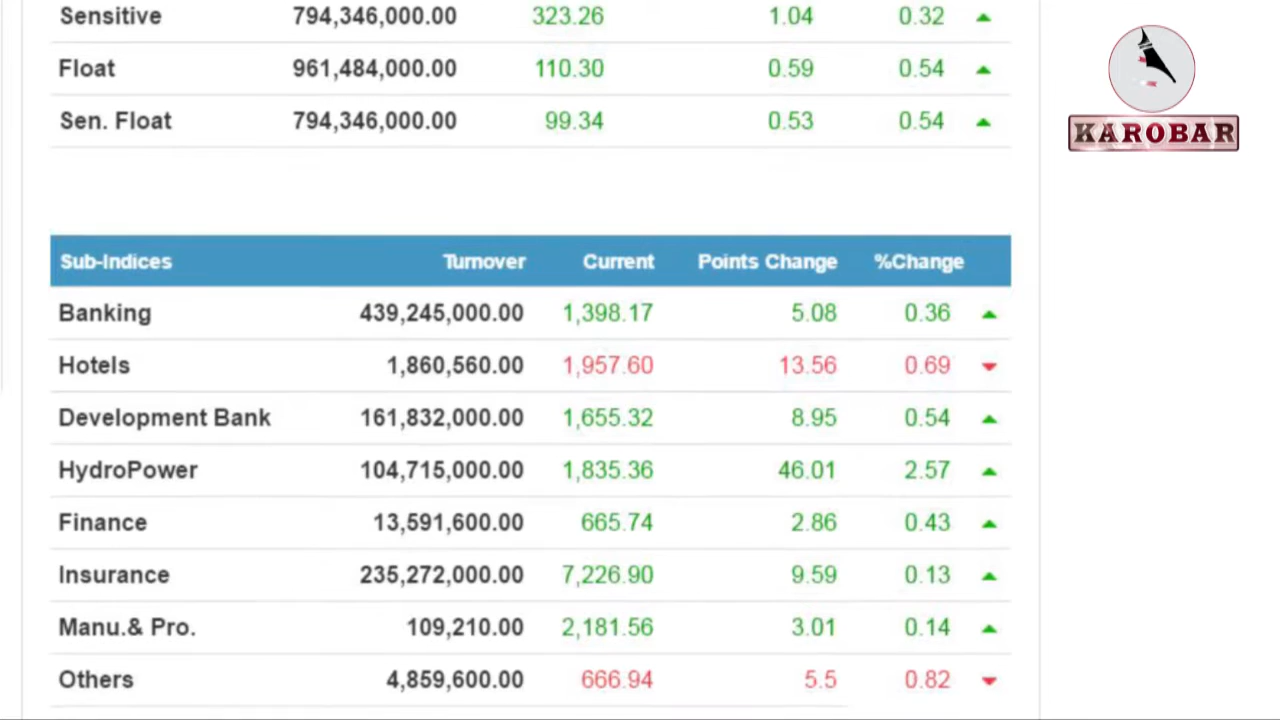 Sensitive 794,346,000.00 323.26 1.04 0.32
Float 961,484,000.00 110.30 0.59 0.54
Sen. Float 794,346,000.00 99.34 0.53 0.54
KAROBAR
Sub-Indices Turnover Current Points Change %Change
Banking 439,245,000.00 1,398.17 5.08 0.36
Hotels 1,860,560.00 1,957.60 13.56 0.69
Development Bank 161,832,000.00 1,655.32 8.95 0.54
HydroPower 104,715,000.00 1,835.36 46.01 2.57
Finance 13,591,600.00 665.74 2.86 0.43
Insurance 235,272,000.00 7,226.90 9.59 0.13
Manu.& Pro. 109,210.00 2,181.56 3.01 0.14
Others 4,859,600.00 666.94 5.5 0.82